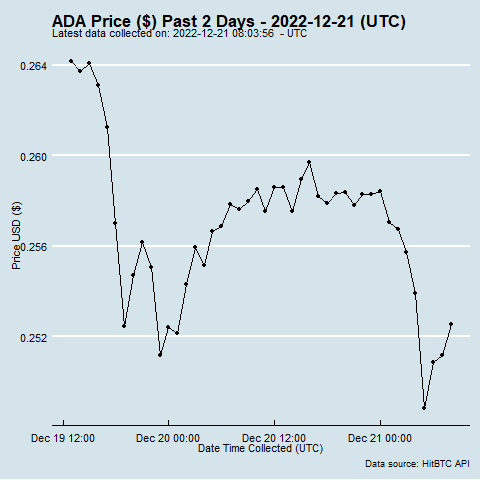 ADA Price ($) Past 2 Days - 2022-12-21 (UTC)
Latest data collected on: 2022-12-21 08:03:56  - UTC
0.264
0.260
0.256
0.252
Price USD ($)
Dec 19 12:00 Dec 20 00:00 Dec 20 12:00 Dec 21 00:00
Date Time Collected (UTC)
Data source: HitBTC API